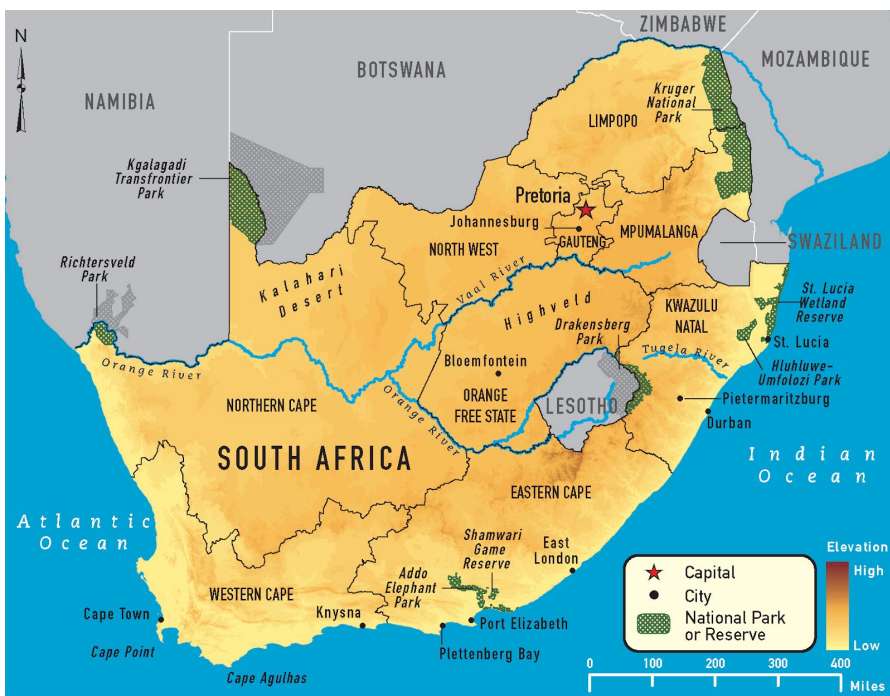 ZIMBABWE
N
MOZAMBIQUE
BOTSWANA
NAMIBIA
Kruger
National
Park
LIMPOPO
Kgalagadi
Transfrontier
Park
Pretoria
Johannesburg
GAUTENG
MPUMALANGA
NORTH WEST
SWAZILAND
Richtersveld
Park
Kalahari
Desert
Vaal River
Highveld
St. Lucia
Wetland
Reserve
KWAZULU
NATAL
Drakensberg
Park
St. Lucia
Tugela River
Hluhluwe-
Umfolozi Park
Orange River
Bloemfontein
ORANGE
FREE STATE
LESOTHO
Pietermaritzburg
Durban
NORTHERN CAPE
Orange River
SOUTH AFRICA
Indian
Ocean
EASTERN CAPE
Atlantic
Ocean
Shamwari
Game
Reserve
East
London
Addo
Elephant
Park
WESTERN CAPE
Cape Town
Knysna
Port Elizabeth
Cape Point
Plettenberg Bay
Cape Agulhas
Elevation
High
Low
Capital
City
National Park
or Reserve
0 100 200 300 400
Miles